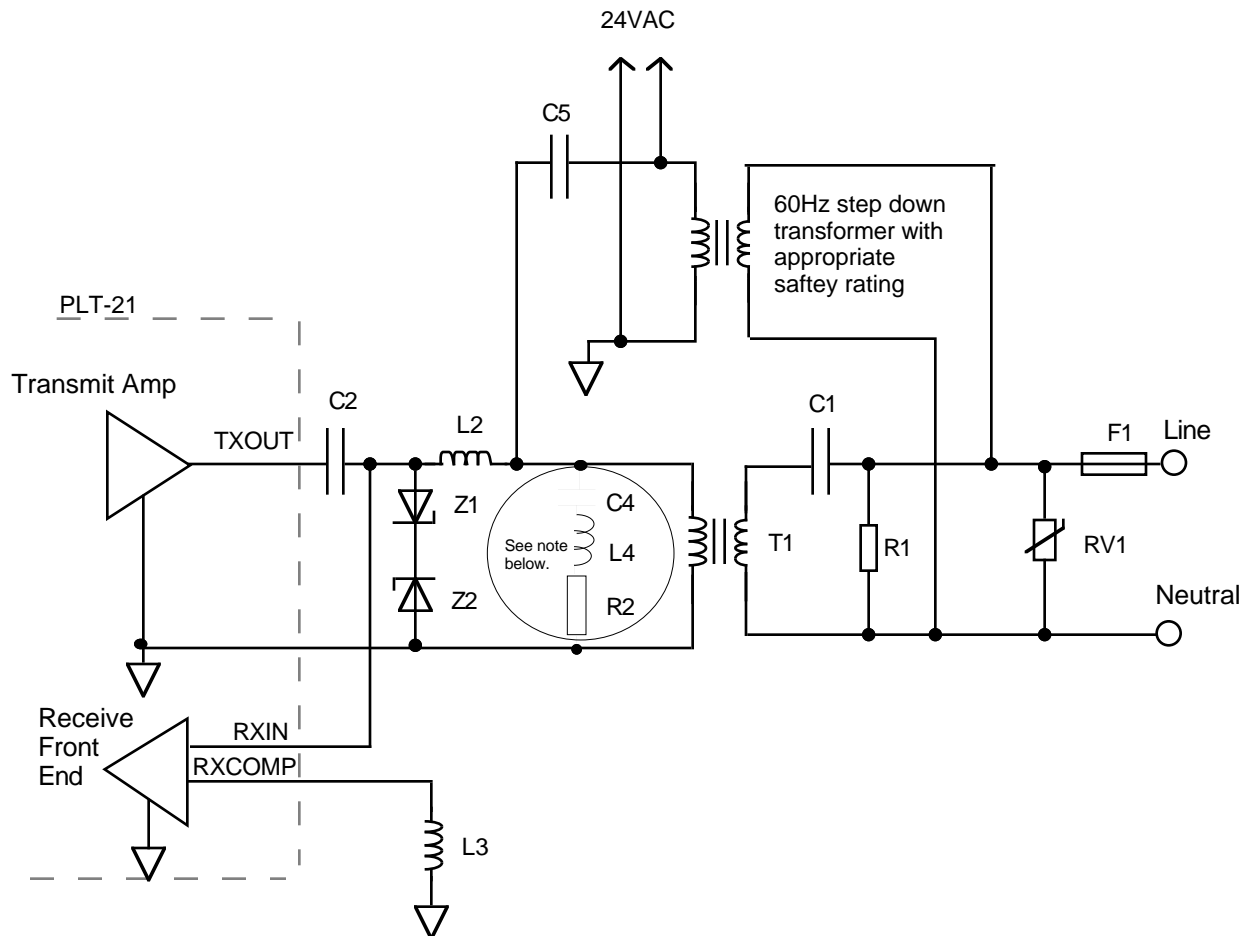 24VAC
C5
60Hz step down
transformer with
appropriate
saftey rating
PLT-21
Transmit Amp
TXOUT
C2
L2
C1
F1
Line
Z1
C4
See note
below.
L4
T1
R1
RV1
Z2
R2
Neutral
Receive
Front
End
RXIN
RXCOMP
L3